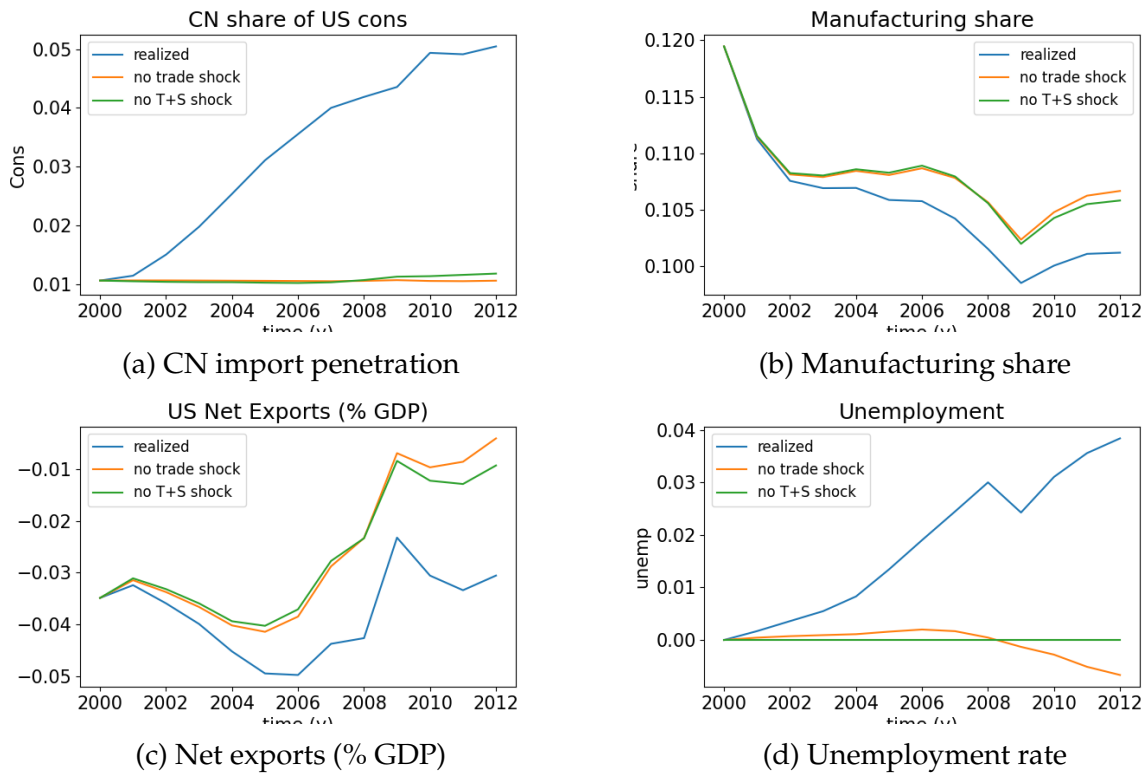 CN share of US cons
0.05
0.04
0.03
0.02
0.01
Cons
realized
no trade shock
no T+S shock
2000 2002 2004 2006 2008 2010 2012
(a) CN import penetration
Manufacturing share
0.120
0.115
0.110
0.105
0.100
realized
no trade shock
no T+S shock
2000 2002 2004 2006 2008 2010 2012
(b) Manufacturing share
US Net Exports (% GDP)
−0.01
−0.02
−0.03
−0.04
−0.05
realized
no trade shock
no T+S shock
2000 2002 2004 2006 2008 2010 2012
(c) Net exports (% GDP)
Unemployment
0.04
0.03
0.02
0.01
0.00
unemp
realized
no trade shock
no T+S shock
2000 2002 2004 2006 2008 2010 2012
(d) Unemployment rate